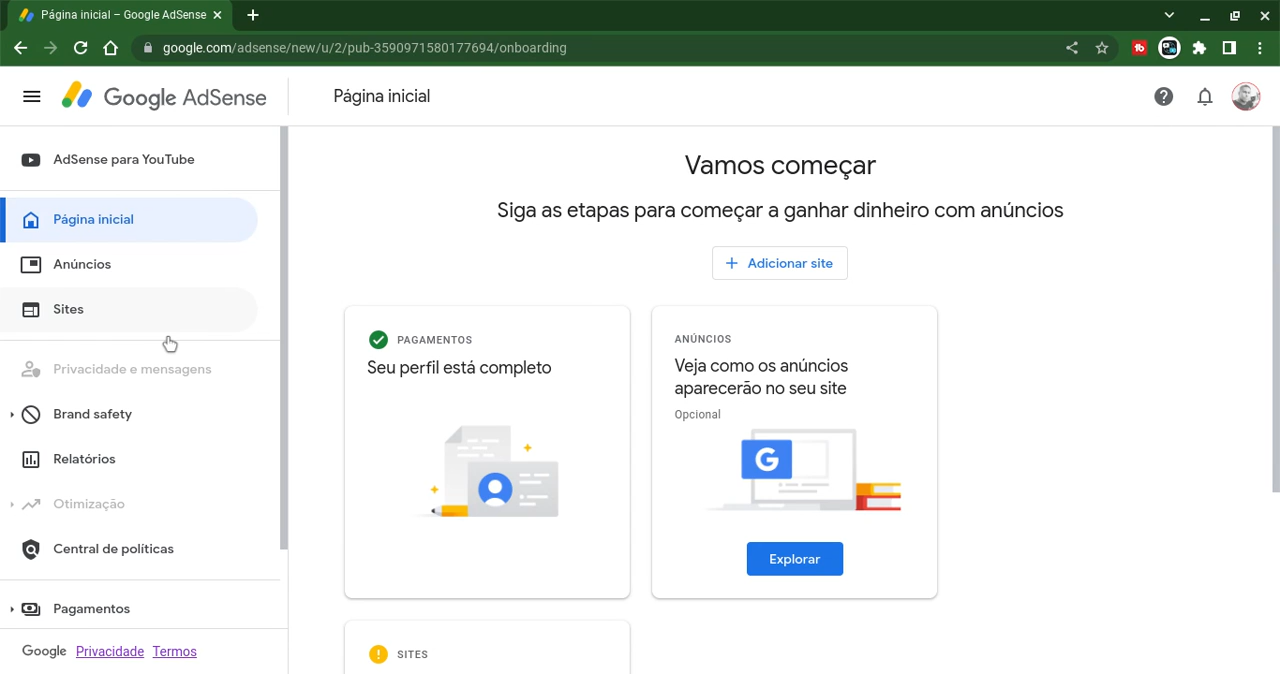 Página inicial – Google AdSense
google.com/adsense/new/u/2/pub-3590971580177694/onboarding
Google AdSense
Página inicial
AdSense para YouTube
Página inicial
Anúncios
Sites
Privacidade e mensagens
Brand safety
Relatórios
Otimização
Central de políticas
Pagamentos
Google Privacidade Termos
Vamos começar
Siga as etapas para começar a ganhar dinheiro com anúncios
+ Adicionar site
PAGAMENTOS
Seu perfil está completo
ANÚNCIOS
Veja como os anúncios
aparecerão no seu site
Opcional
G
Explorar
! SITES